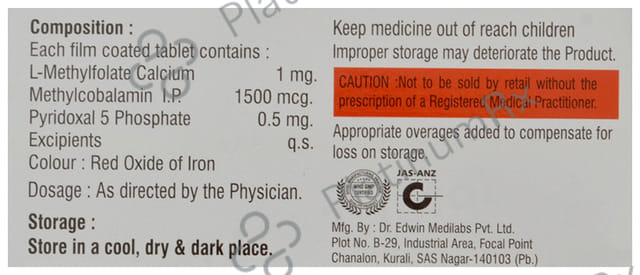 Composition :
Each film coated tablet contains :
L-Methylfolate Calcium 1 mg.
Methylcobalamin I.P. 1500 mcg.
Pyridoxal 5 Phosphate 0.5 mg.
Excipients q.s.
Colour : Red Oxide of Iron
Dosage : As directed by the Physician.
Storage :
Store in a cool, dry & dark place.
Keep medicine out of reach children
Improper storage may deteriorate the Product.
CAUTION :Not to be sold by retail without the
prescription of a Registered Medical Practitioner.
Appropriate overages added to compensate for
loss on storage.
WHO GMP
CERTIFIED
JAS-ANZ
Mfg. By : Dr. Edwin Medilabs Pvt. Ltd.
Plot No. B-29, Industrial Area, Focal Point
Chanalon, Kurali, SAS Nagar-140103 (Pb.)
PlatinumRx